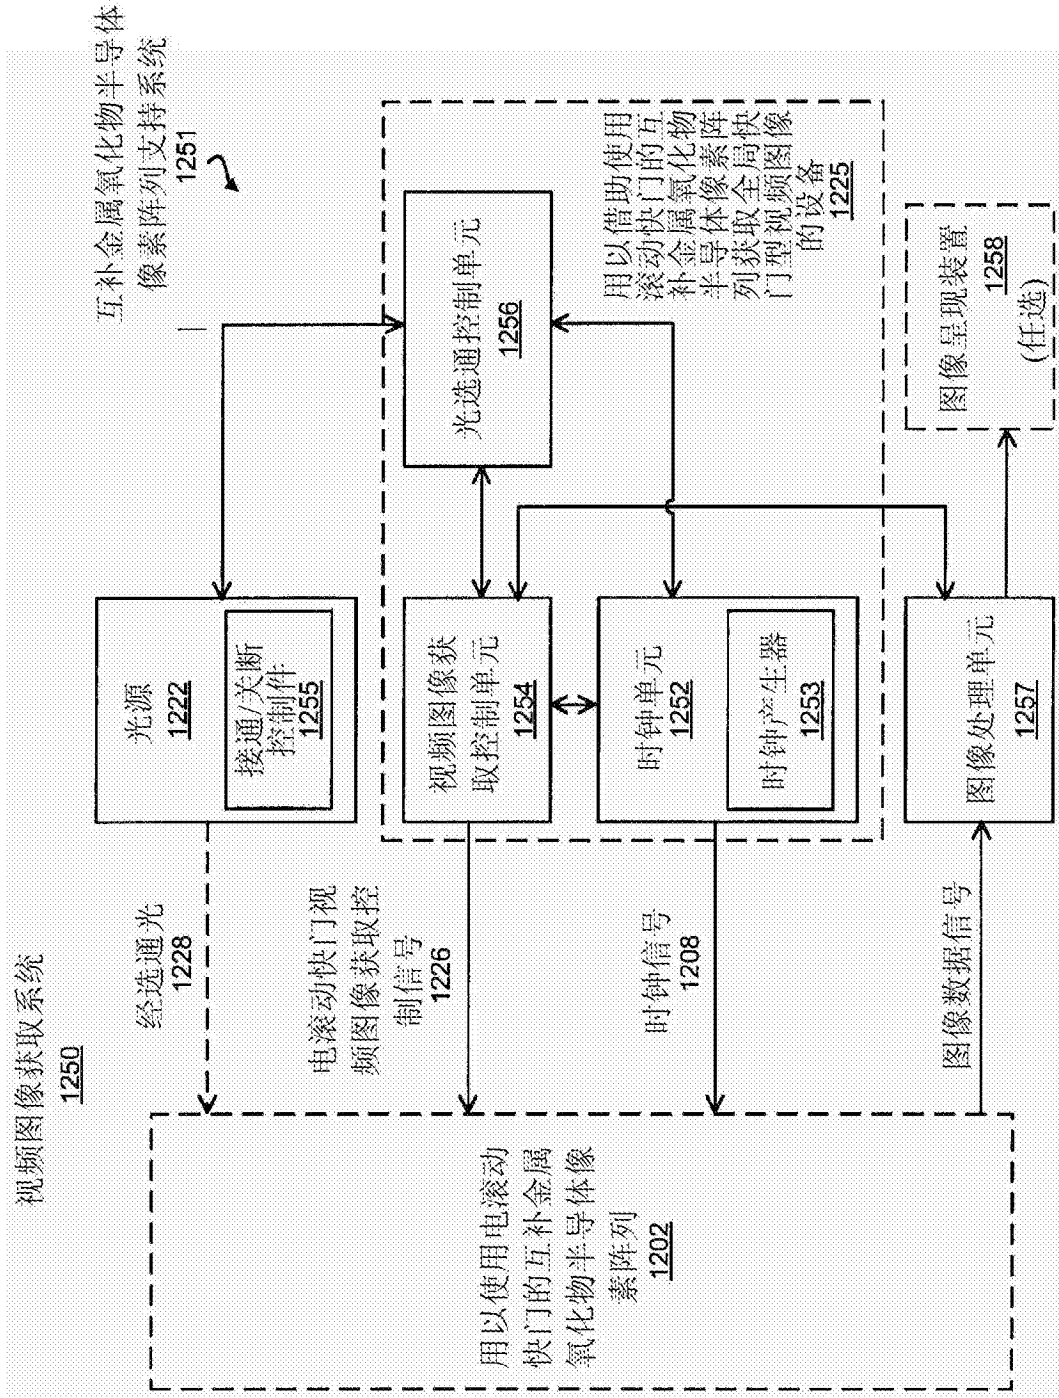 视频图像获取系统
1250
互补金属氧化物半导体
像素阵列支持系统
1251
光源
1222
接通/关断
控制件
1255
经选通光
1228
用以使用电滚动
快门的互补金属
氧化物半导体像
素阵列
1202
电滚动快门视
频图像获取控
制信号
1226
视频图像获
取控制单元
1254
光选通控制单元
1256
用以借助使用
滚动快门的互
补金属氧化物
半导体像素阵
列获取全局快
门型视频图像
的设备
1225
时钟信号
1208
时钟单元
1252
时钟产生器
1253
图像数据信号
图像处理单元
1257
图像呈现装置
1258
(任选)